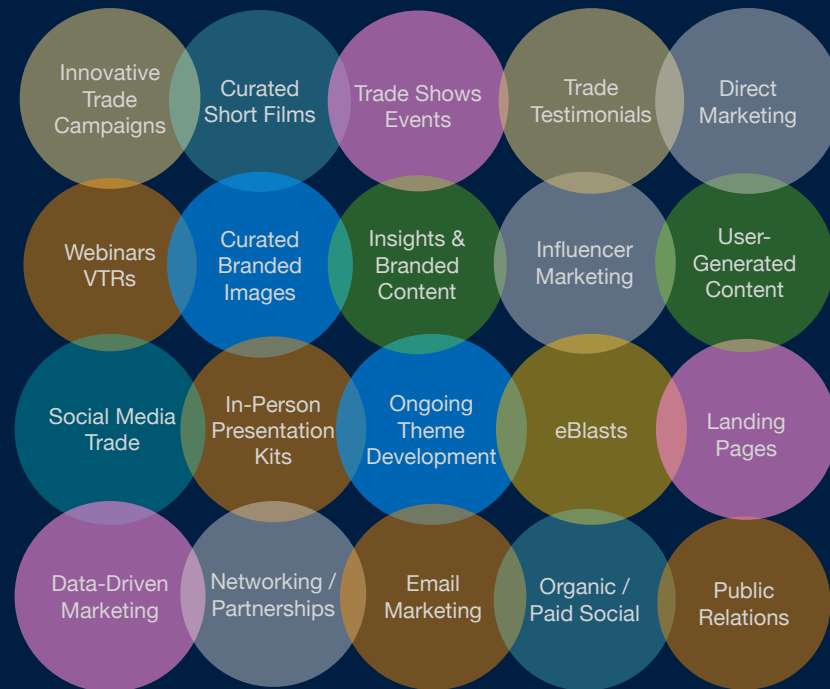 Innovative
Trade
Campaigns
Curated
Short Films
Trade Shows
Events
Trade
Testimonials
Direct
Marketing
Webinars
VTRs
Curated
Branded
Images
Insights &
Branded
Content
Influencer
Marketing
User-
Generated
Content
Social Media
Trade
In-Person
Presentation
Kits
Ongoing
Theme
Development
eBlasts
Landing
Pages
Data-Driven
Marketing
Networking /
Partnerships
Email
Marketing
Organic /
Paid Social
Public
Relations